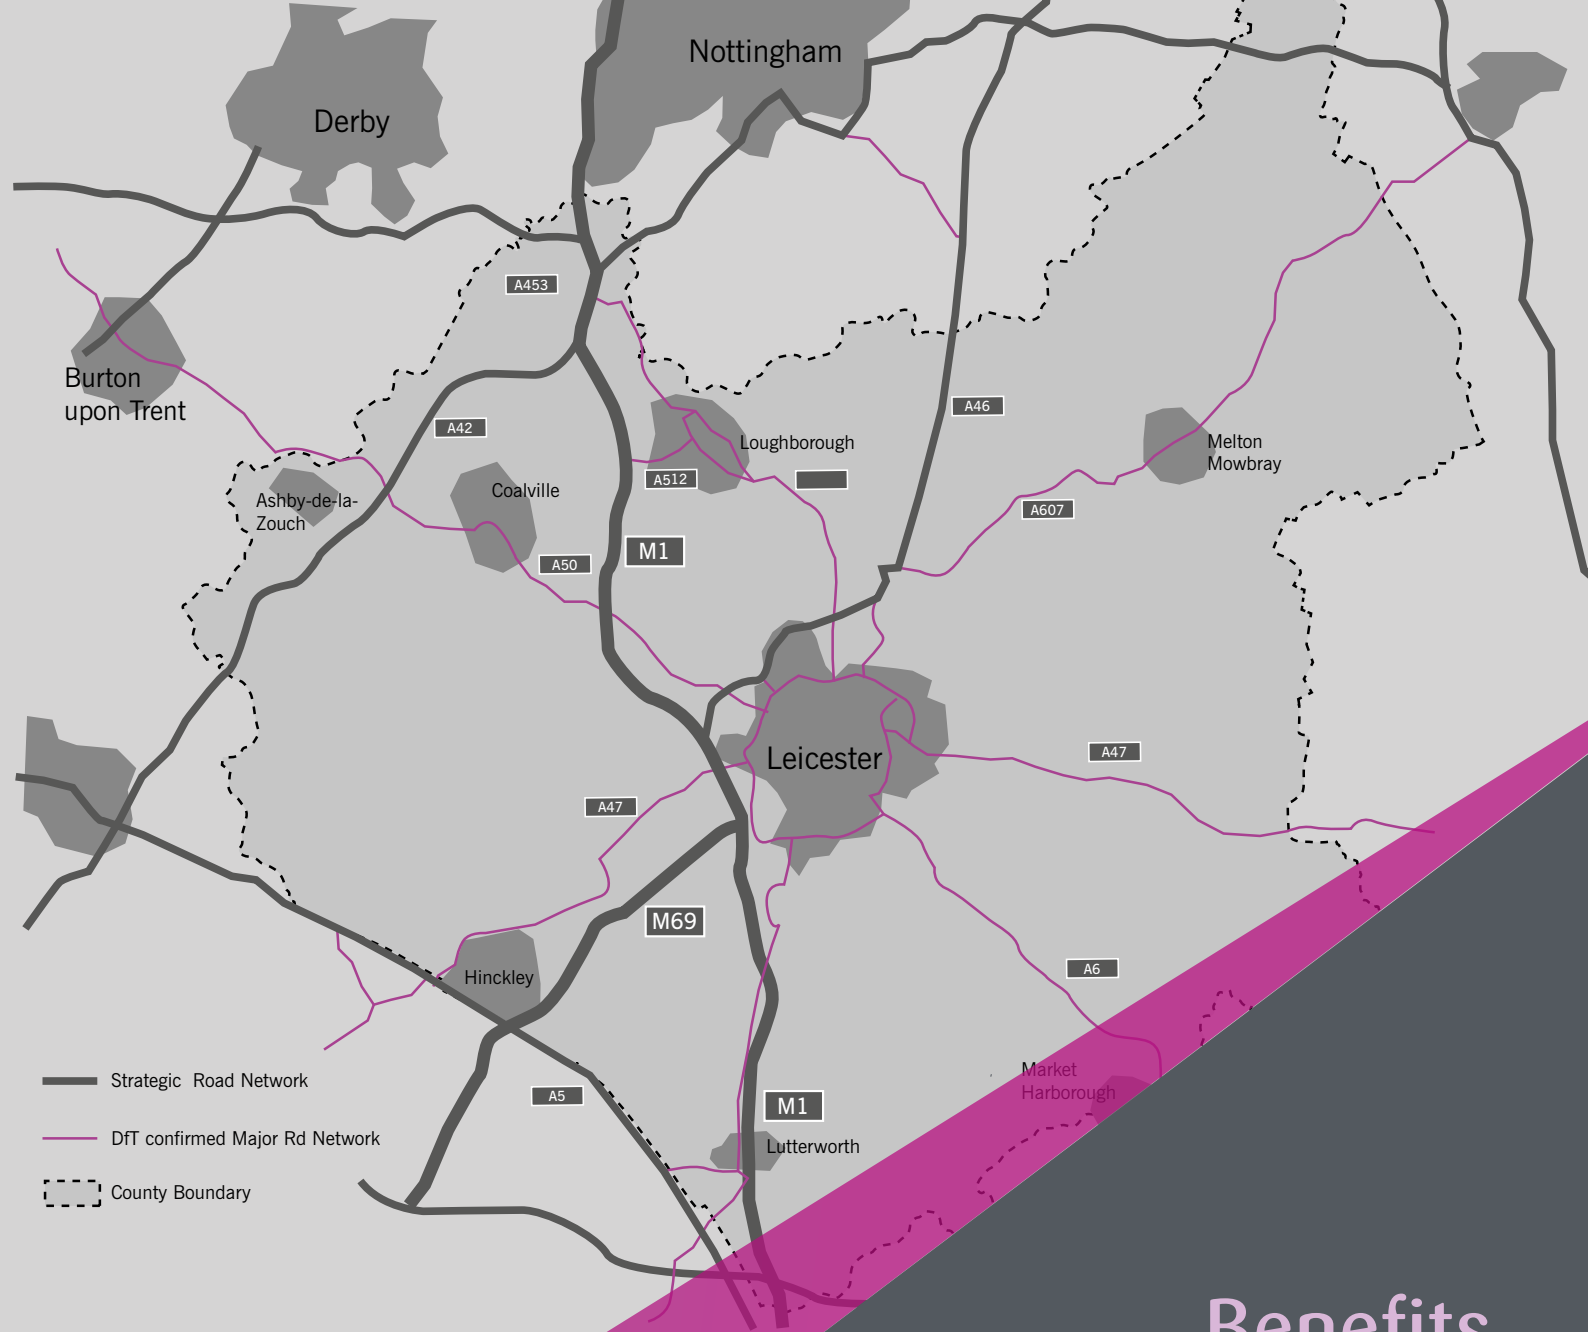 Nottingham
Derby
A453
Burton
upon Trent
A46
A42
Loughborough
Melton
Mowbray
A512
Coalville
Ashby-de-la-
Zouch
A607
M1
A50
Leicester
A47
A47
M69
A6
Hinckley
Market
Harborough
Strategic Road Network
A5
M1
DfT confirmed Major Rd Network
Lutterworth
County Boundary
Benefits